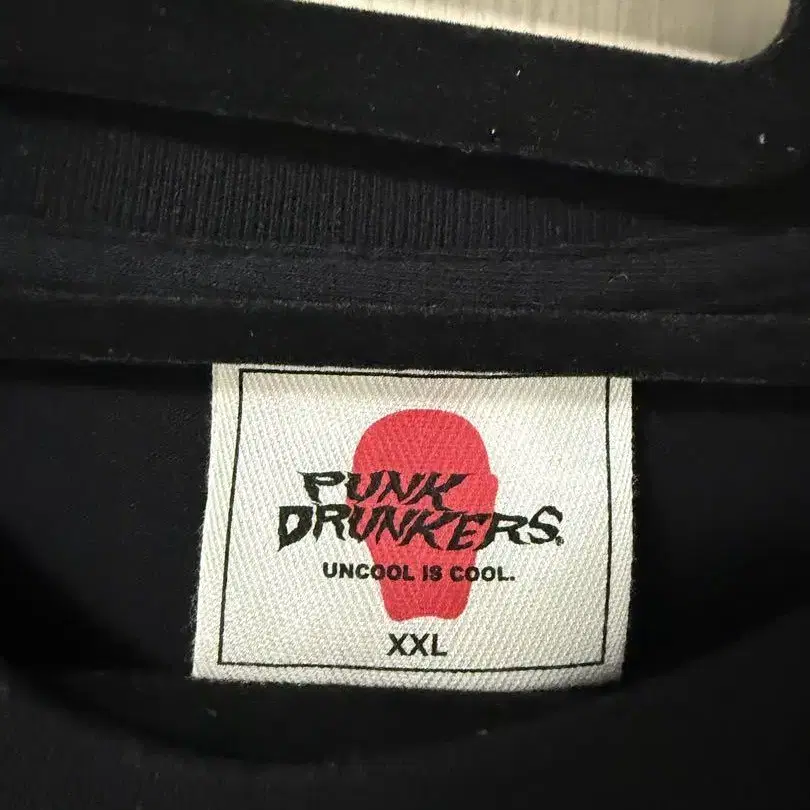 PUNK
DRUNKERS.
UNCOOL IS COOL.
XXL